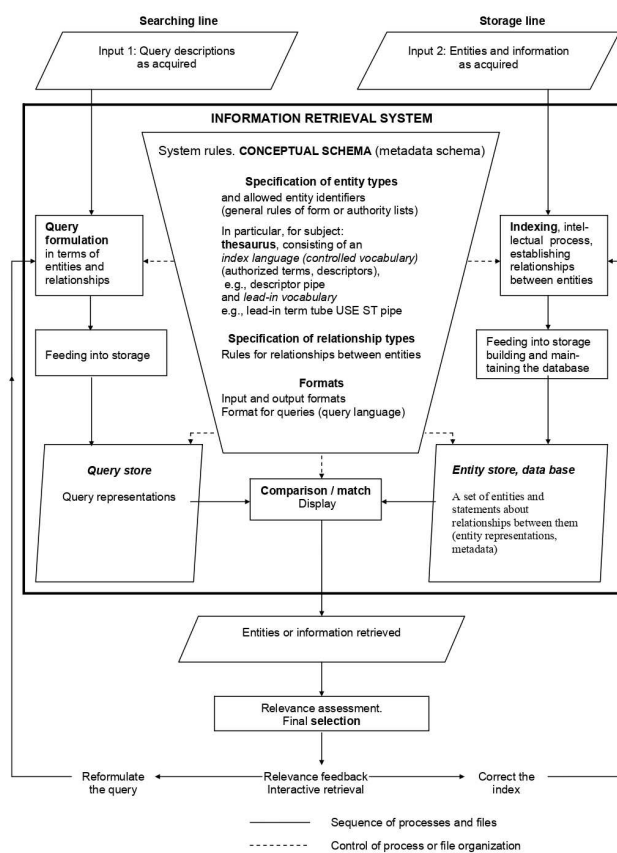 Searching line
Storage line
Input 1: Query descriptions
as acquired
Input 2: Entities and information
as acquired
INFORMATION RETRIEVAL SYSTEM
System rules. CONCEPTUAL SCHEMA (metadata schema)
Specification of entity types
and allowed entity identifiers
(general rules of form or authority lists)
In particular, for subject:
thesaurus, consisting of an
index language (controlled vocabulary)
(authorized terms, descriptors),
e.g., descriptor pipe
and lead-in vocabulary
e.g., lead-in term tube USE ST pipe
Specification of relationship types
Rules for relationships between entities
Formats
Input and output formats
Format for queries (query language)
Query
formulation
in terms of
entities and
relationships
Indexing, intel-
lectual process,
establishing
relationships
between entities
Feeding into storage
Feeding into storage
building and main-
taining the database
Query store
Query representations
Comparison / match
Display
Entity store, data base
A set of entities and
statements about
relationships between them
(entity representations,
metadata)
Entities or information retrieved
Relevance assessment.
Final selection
Reformulate
the query
Relevance feedback
Interactive retrieval
Correct the
index
Sequence of processes and files
Control of process or file organization